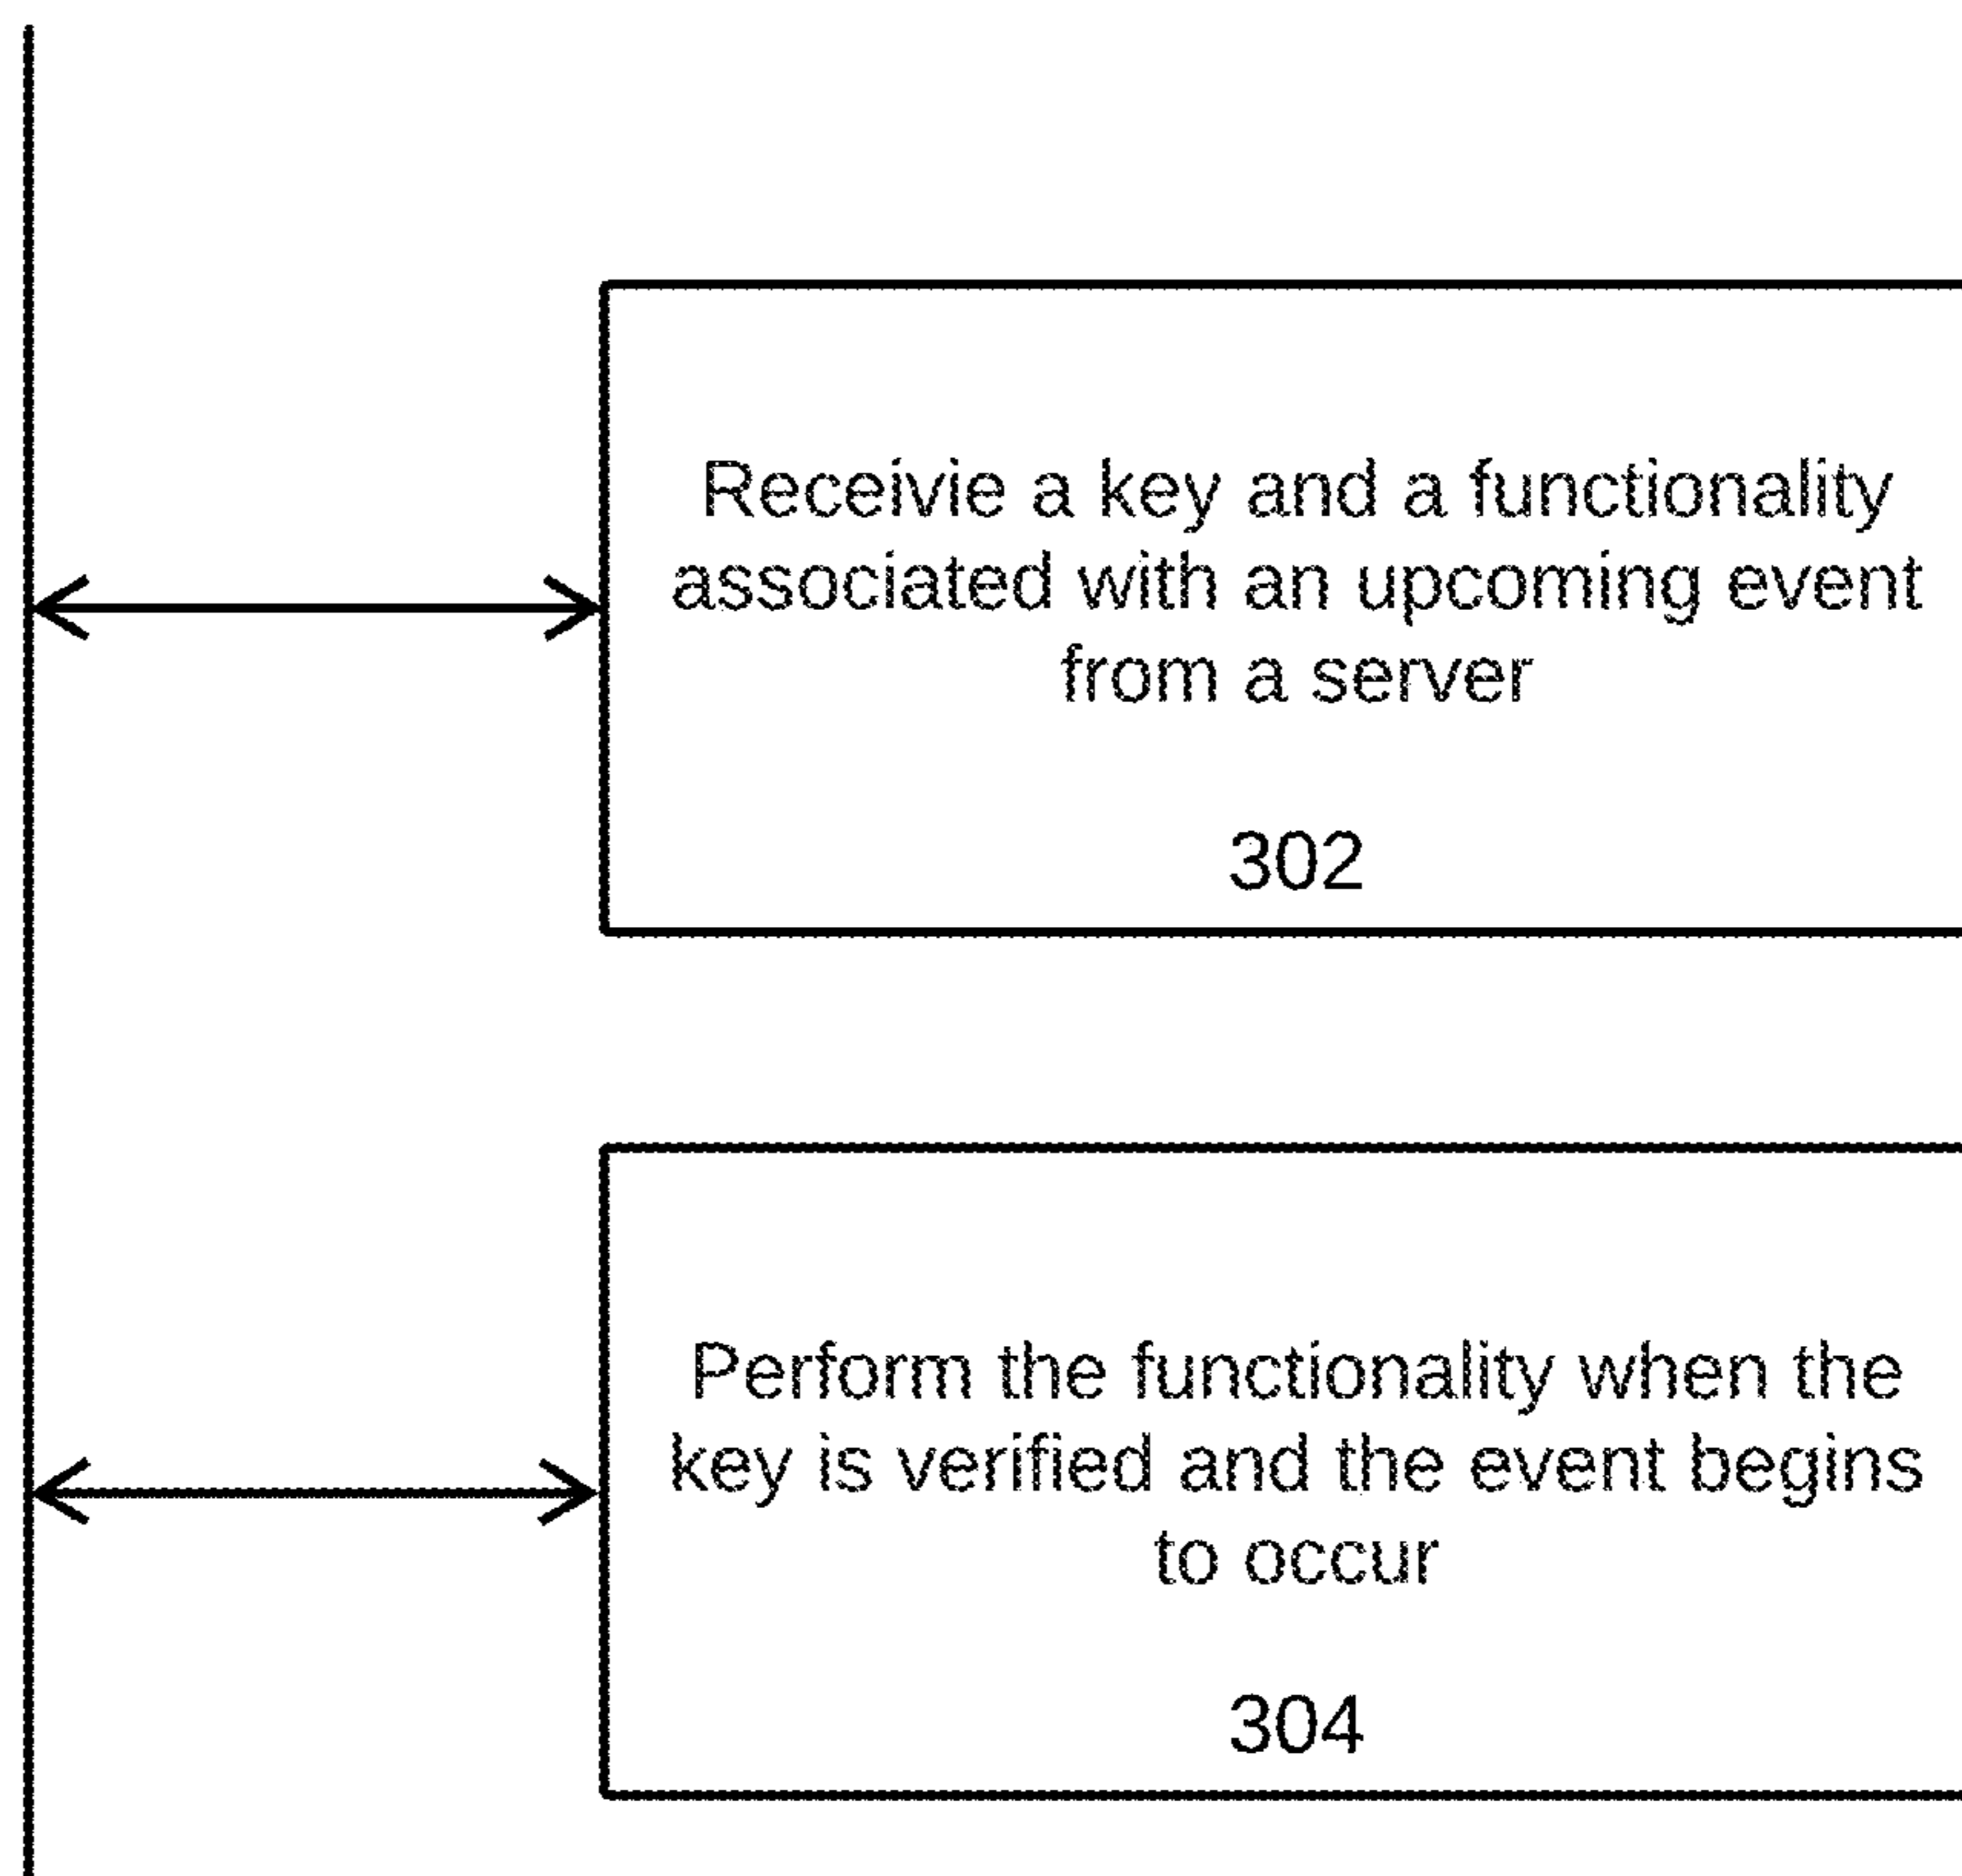 Receivie a key and a functionality
associated with an upcoming event
from a server
302
Perform the functionality when the
key is verified and the event begins
to occur
304